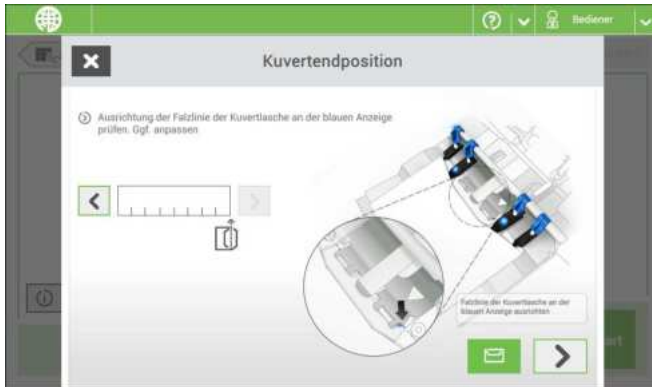 Bediener
Kuvertendposition
Ausrichtung der Falzlinie der Kuvertlasche an der blauen Anzeige
prüfen. Ggf. anpassen
Falzlinie der Kuvertlasche an der
blauen Anzeige ausrichten